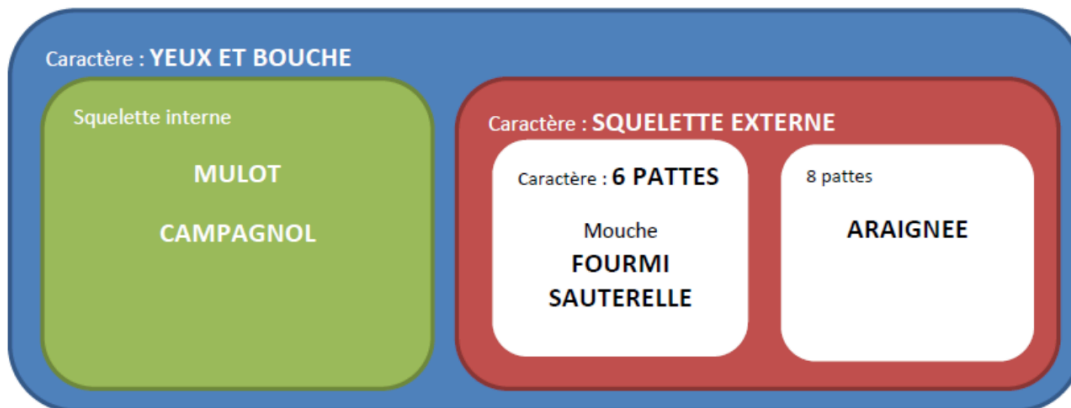 Caractère : YEUX ET BOUCHE
Squelette interne
MULOT
CAMPAGNOL
Caractère : SQUELETTE EXTERNE
Caractère : 6 PATTES
Mouche
FOURMI
SAUTERELLE
8 pattes
ARAIGNEE